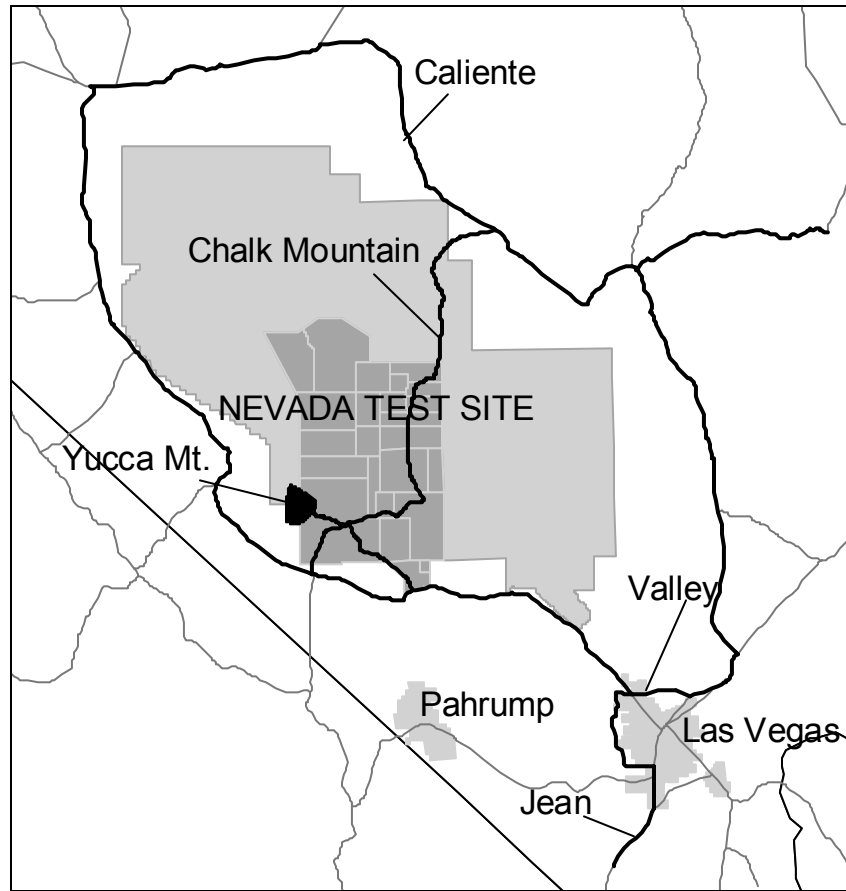 Caliente
Chalk Mountain
NEVADA TEST SITE
Yucca Mt.
Valley
Pahrump
Las Vegas
Jean